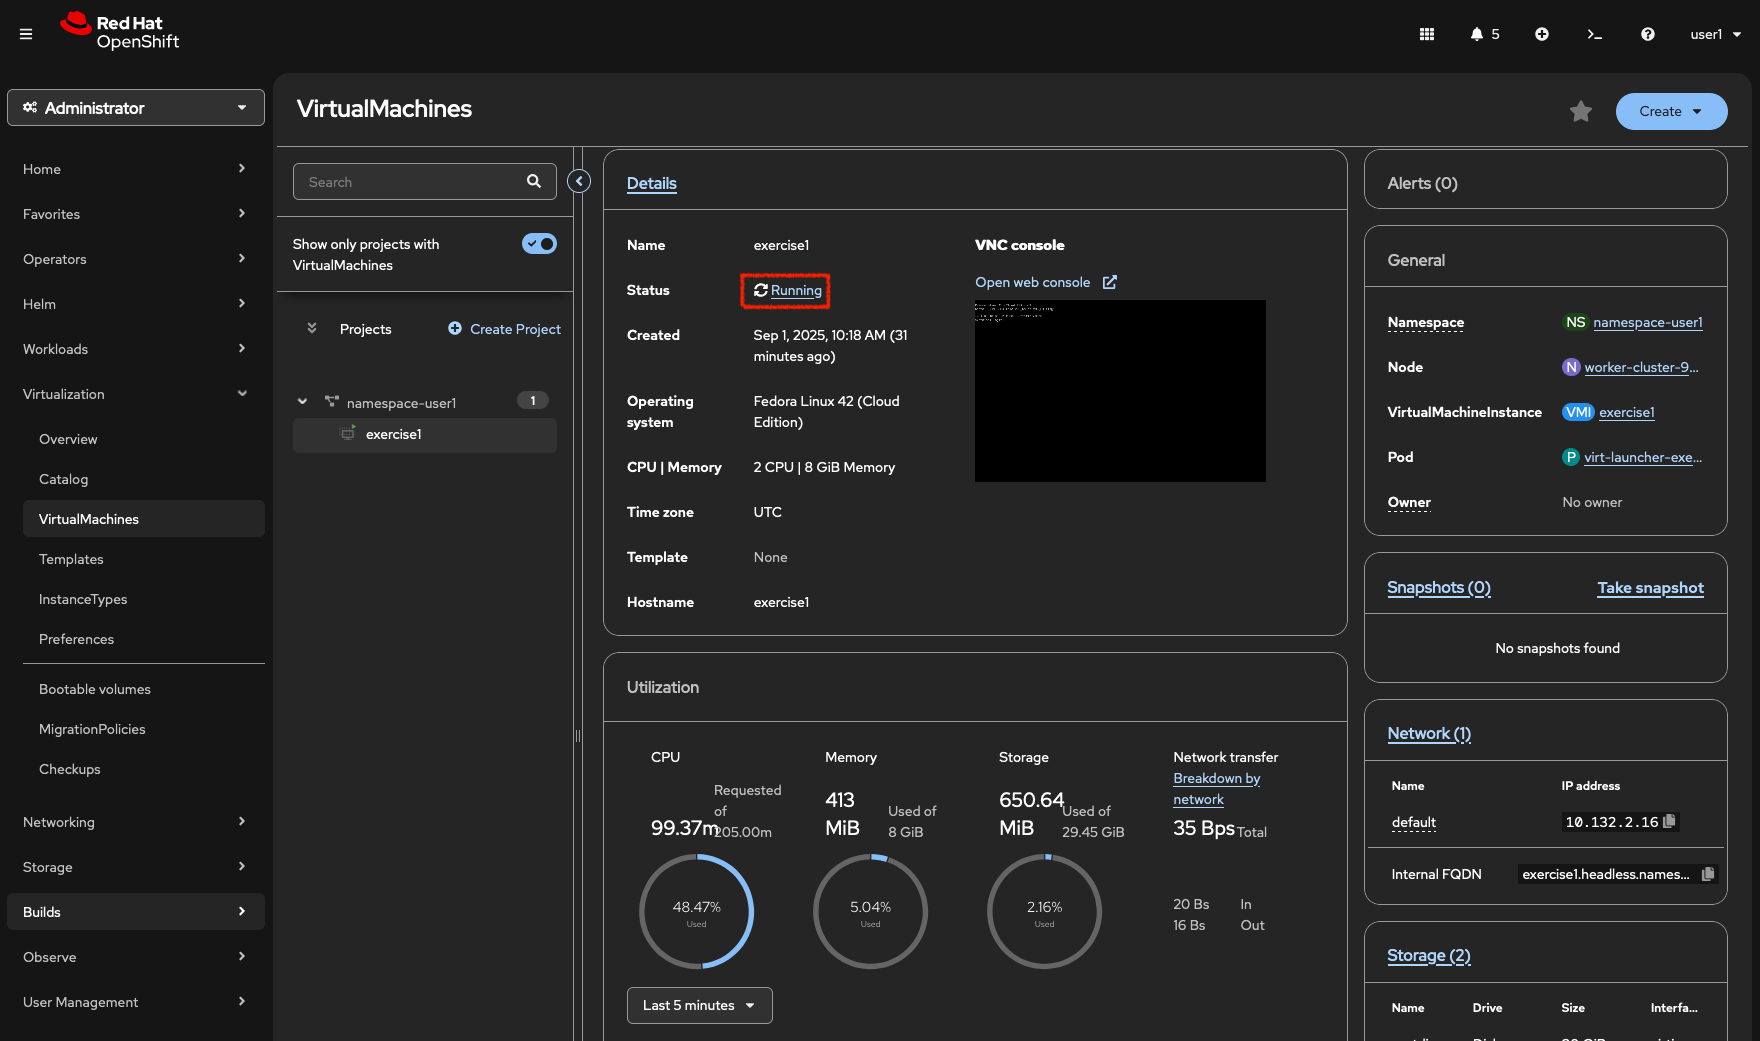 Red Hat
OpenShift
5
user1
Administrator
Home
Favorites
Operators
Helm
Workloads
Virtualization
Overview
Catalog
VirtualMachines
Templates
InstanceTypes
Preferences
Bootable volumes
MigrationPolicies
Checkups
Networking
Storage
Builds
Observe
User Management
VirtualMachines
Create
Search
Show only projects with
VirtualMachines
Projects
Create Project
namespace-user1
1
exercise1
Details
Name
exercise1
Status
Running
Created
Sep 1, 2025, 10:18 AM (31
minutes ago)
Operating
system
Fedora Linux 42 (Cloud
Edition)
CPU | Memory
2 CPU | 8 GiB Memory
Time zone
UTC
Template
None
Hostname
exercise1
VNC console
Open web console
Utilization
CPU
99.37m
Requested
of
205.00m
48.47%
Used
Memory
413
MiB
Used of
8 GiB
5.04%
Used
Storage
650.64
MiB
Used of
29.45 GiB
2.16%
Used
Network transfer
Breakdown by
network
35 Bps Total
20 Bs In
16 Bs Out
Last 5 minutes
Alerts (0)
General
Namespace
NS namespace-user1
Node
N worker-cluster-9...
VirtualMachineInstance
VMI exercise1
Pod
P virt-launcher-exe...
Owner
No owner
Snapshots (0)
Take snapshot
No snapshots found
Network (1)
Name IP address
default 10.132.2.16
Internal FQDN exercise1.headless.names...
Storage (2)
Name Drive Size Interfa...